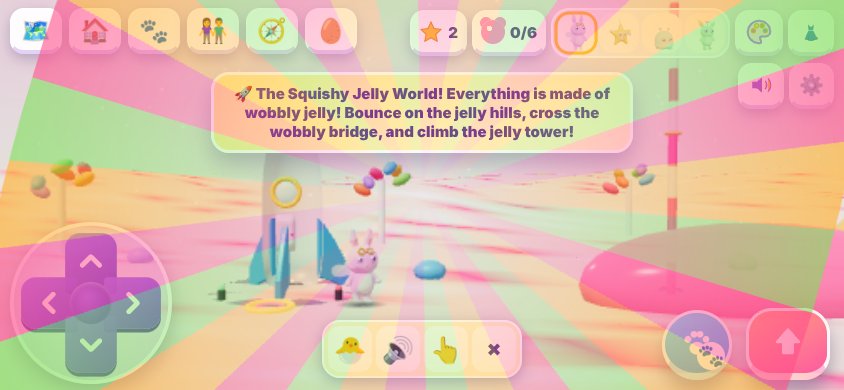 2
0/6
🚀 The Squishy Jelly World! Everything is made of
wobbly jelly! Bounce on the jelly hills, cross the
wobbly bridge, and climb the jelly tower!